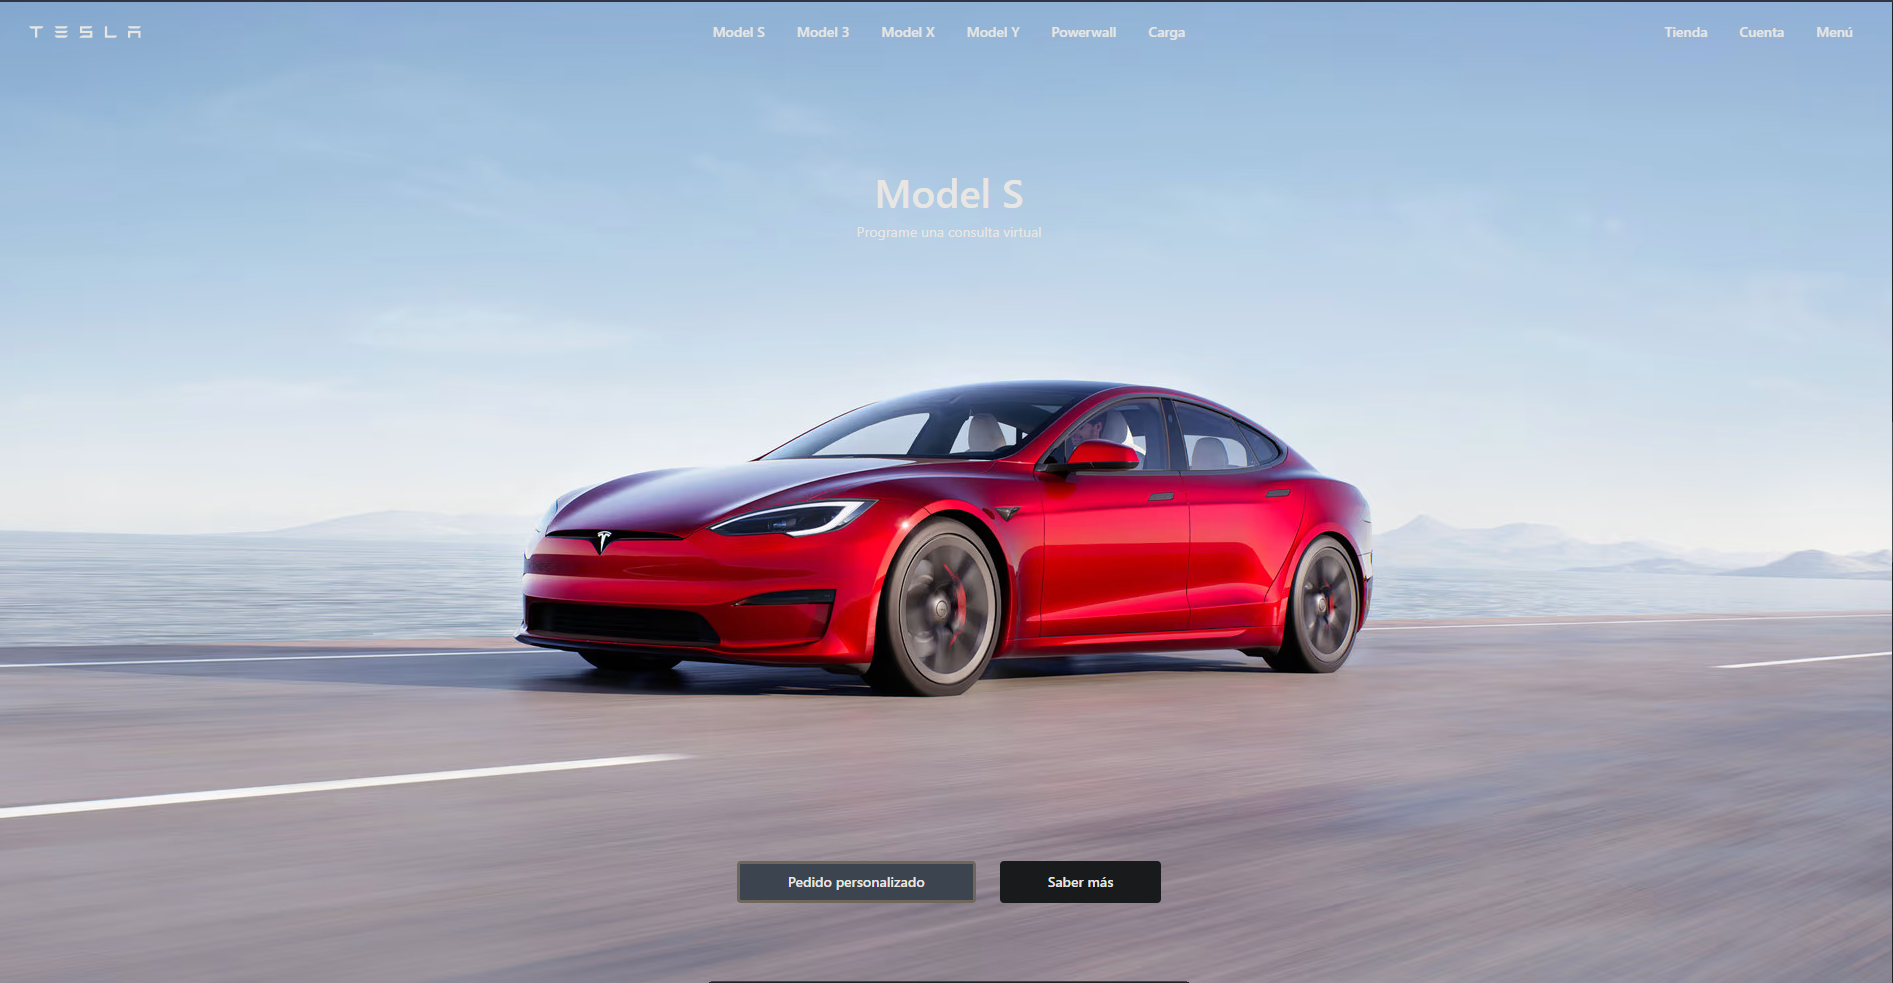 TESLA
Model S
Model 3
Model X
Model Y
Powerwall
Carga
Tienda
Cuenta
Menú
Model S
Programe una consulta virtual
Pedido personalizado
Saber más